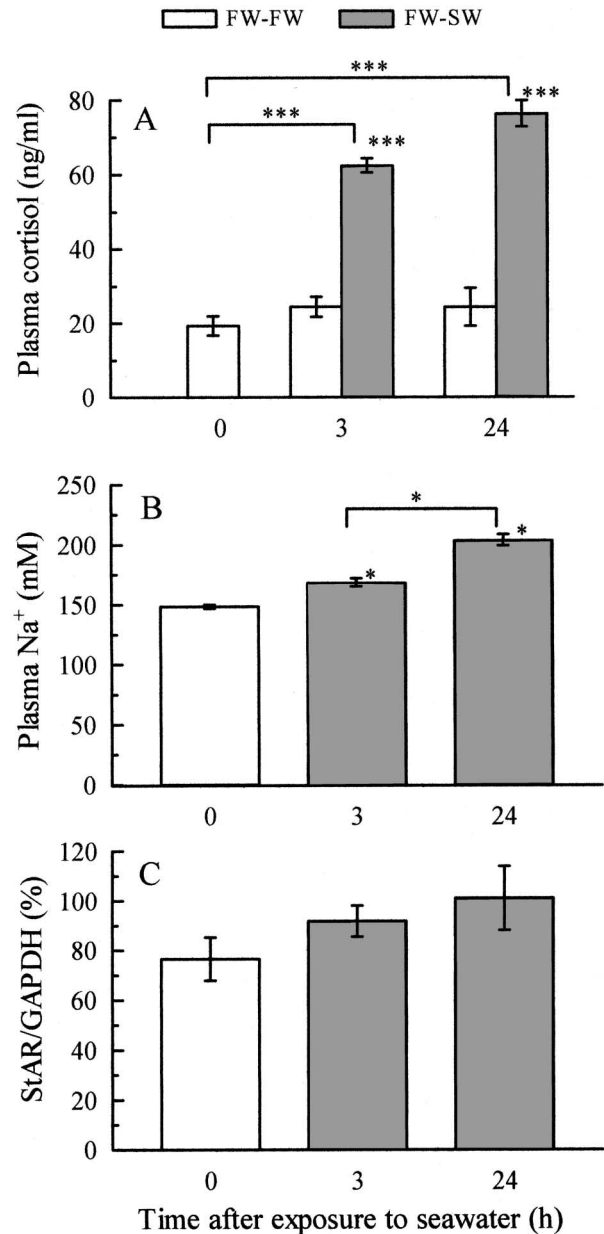 FW-FW FW-SW
A
Plasma cortisol (ng/ml)
80
60
40
20
0
***
***
***
***
0 3 24
B
Plasma Na⁺ (mM)
250
200
150
100
75
50
25
0
*
*
*
0 3 24
C
StAR/GAPDH (%)
120
100
80
60
40
20
0
0 3 24
Time after exposure to seawater (h)